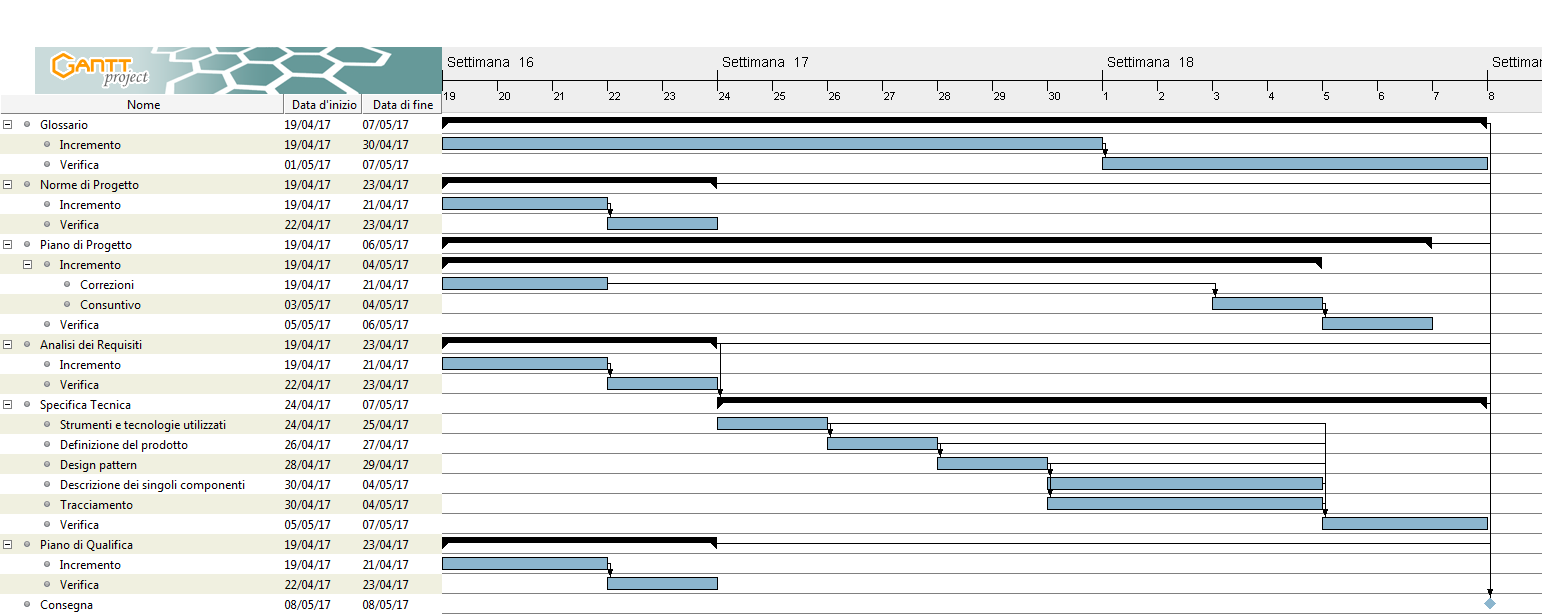 GANTT project
Settimana 16 Settimana 17 Settimana 18 Settiman
19 20 21 22 23 24 25 26 27 28 29 30 1 2 3 4 5 6 7 8
Nome Data d'inizio Data di fine
Glossario 19/04/17 07/05/17
Incremento 19/04/17 30/04/17
Verifica 01/05/17 07/05/17
Norme di Progetto 19/04/17 23/04/17
Incremento 19/04/17 21/04/17
Verifica 22/04/17 23/04/17
Piano di Progetto 19/04/17 06/05/17
Incremento 19/04/17 04/05/17
Correzioni 19/04/17 21/04/17
Consuntivo 03/05/17 04/05/17
Verifica 05/05/17 06/05/17
Analisi dei Requisiti 19/04/17 23/04/17
Incremento 19/04/17 21/04/17
Verifica 22/04/17 23/04/17
Specifica Tecnica 24/04/17 07/05/17
Strumenti e tecnologie utilizzati 24/04/17 25/04/17
Definizione del prodotto 26/04/17 27/04/17
Design pattern 28/04/17 29/04/17
Descrizione dei singoli componenti 30/04/17 04/05/17
Tracciamento 30/04/17 04/05/17
Verifica 05/05/17 07/05/17
Piano di Qualifica 19/04/17 23/04/17
Incremento 19/04/17 21/04/17
Verifica 22/04/17 23/04/17
Consegna 08/05/17 08/05/17